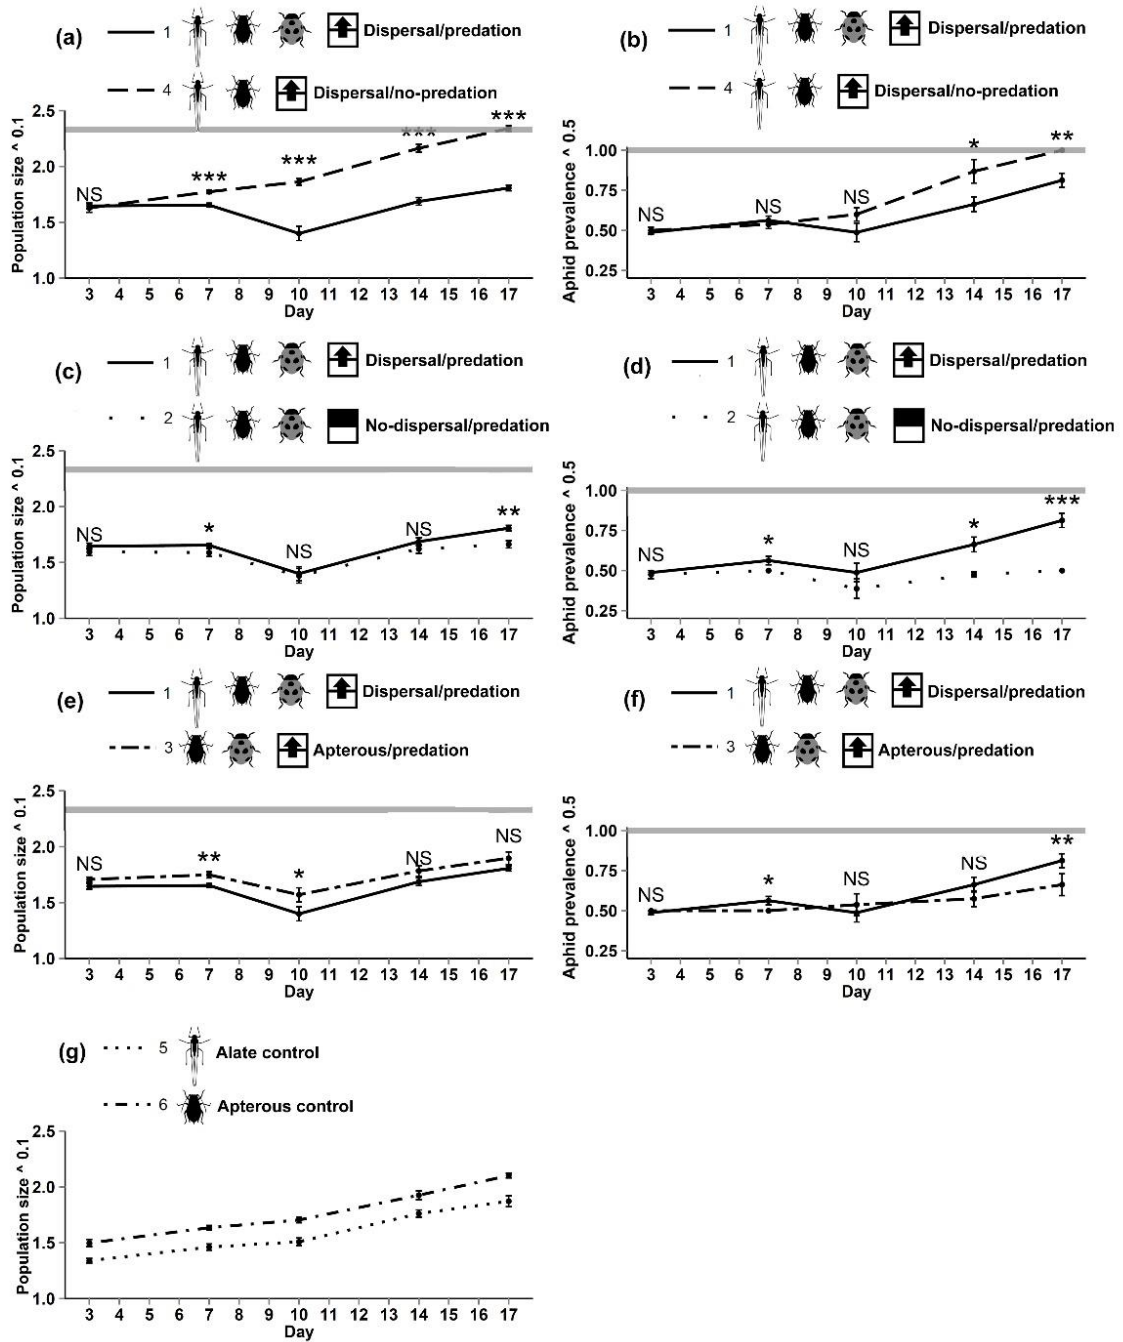 (a)
1 Dispersal/predation
4 Dispersal/no-predation
Population size ^ 0.1
2.5
2.0
1.5
1.0
NS *** *** *** ***
3 4 5 6 7 8 9 10 11 12 13 14 15 16 17
Day
(b)
1 Dispersal/predation
4 Dispersal/no-predation
Aphid prevalence ^ 0.5
1.00
0.75
0.50
0.25
NS NS NS * **
3 4 5 6 7 8 9 10 11 12 13 14 15 16 17
Day
(c)
1 Dispersal/predation
2 No-dispersal/predation
Population size ^ 0.1
2.5
2.0
1.5
1.0
NS * NS NS **
3 4 5 6 7 8 9 10 11 12 13 14 15 16 17
Day
(d)
1 Dispersal/predation
2 No-dispersal/predation
Aphid prevalence ^ 0.5
1.00
0.75
0.50
0.25
NS * NS * ***
3 4 5 6 7 8 9 10 11 12 13 14 15 16 17
Day
(e)
1 Dispersal/predation
3 Apterous/predation
Population size ^ 0.1
2.5
2.0
1.5
1.0
NS ** * NS NS
3 4 5 6 7 8 9 10 11 12 13 14 15 16 17
Day
(f)
1 Dispersal/predation
3 Apterous/predation
Aphid prevalence ^ 0.5
1.00
0.75
0.50
0.25
NS * NS NS **
3 4 5 6 7 8 9 10 11 12 13 14 15 16 17
Day
(g)
5 Alate control
6 Apterous control
Population size ^ 0.1
2.5
2.0
1.5
1.0
3 4 5 6 7 8 9 10 11 12 13 14 15 16 17
Day